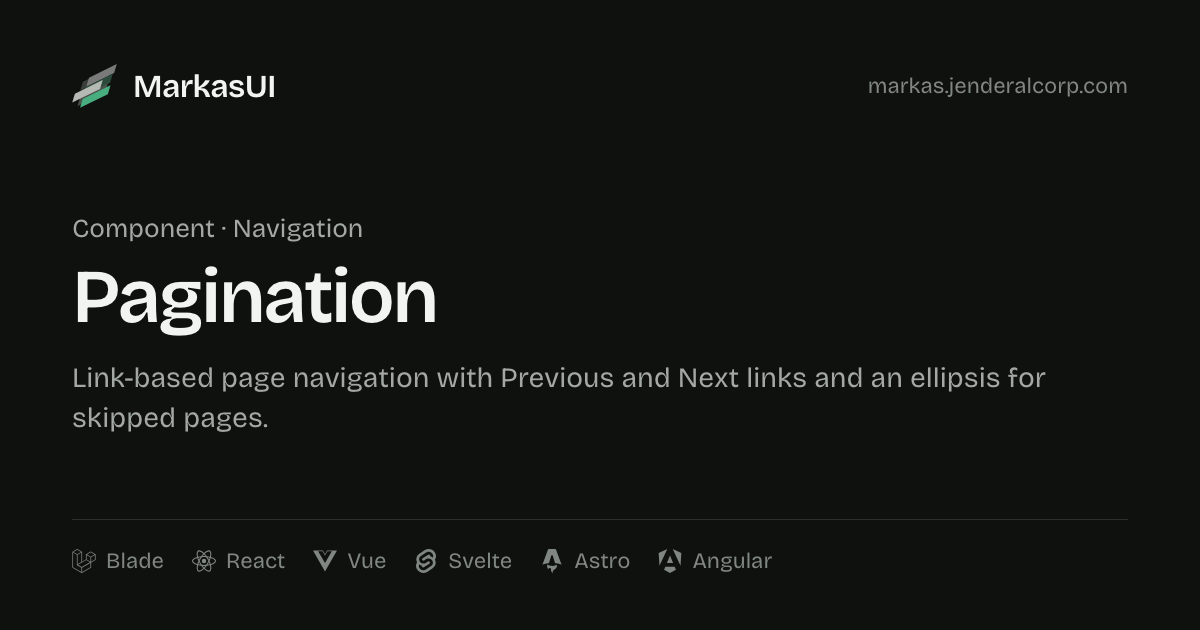 MarkasUI
markas.jenderalcorp.com
Component · Navigation
Pagination
Link-based page navigation with Previous and Next links and an ellipsis for
skipped pages.
Blade React Vue Svelte Astro Angular